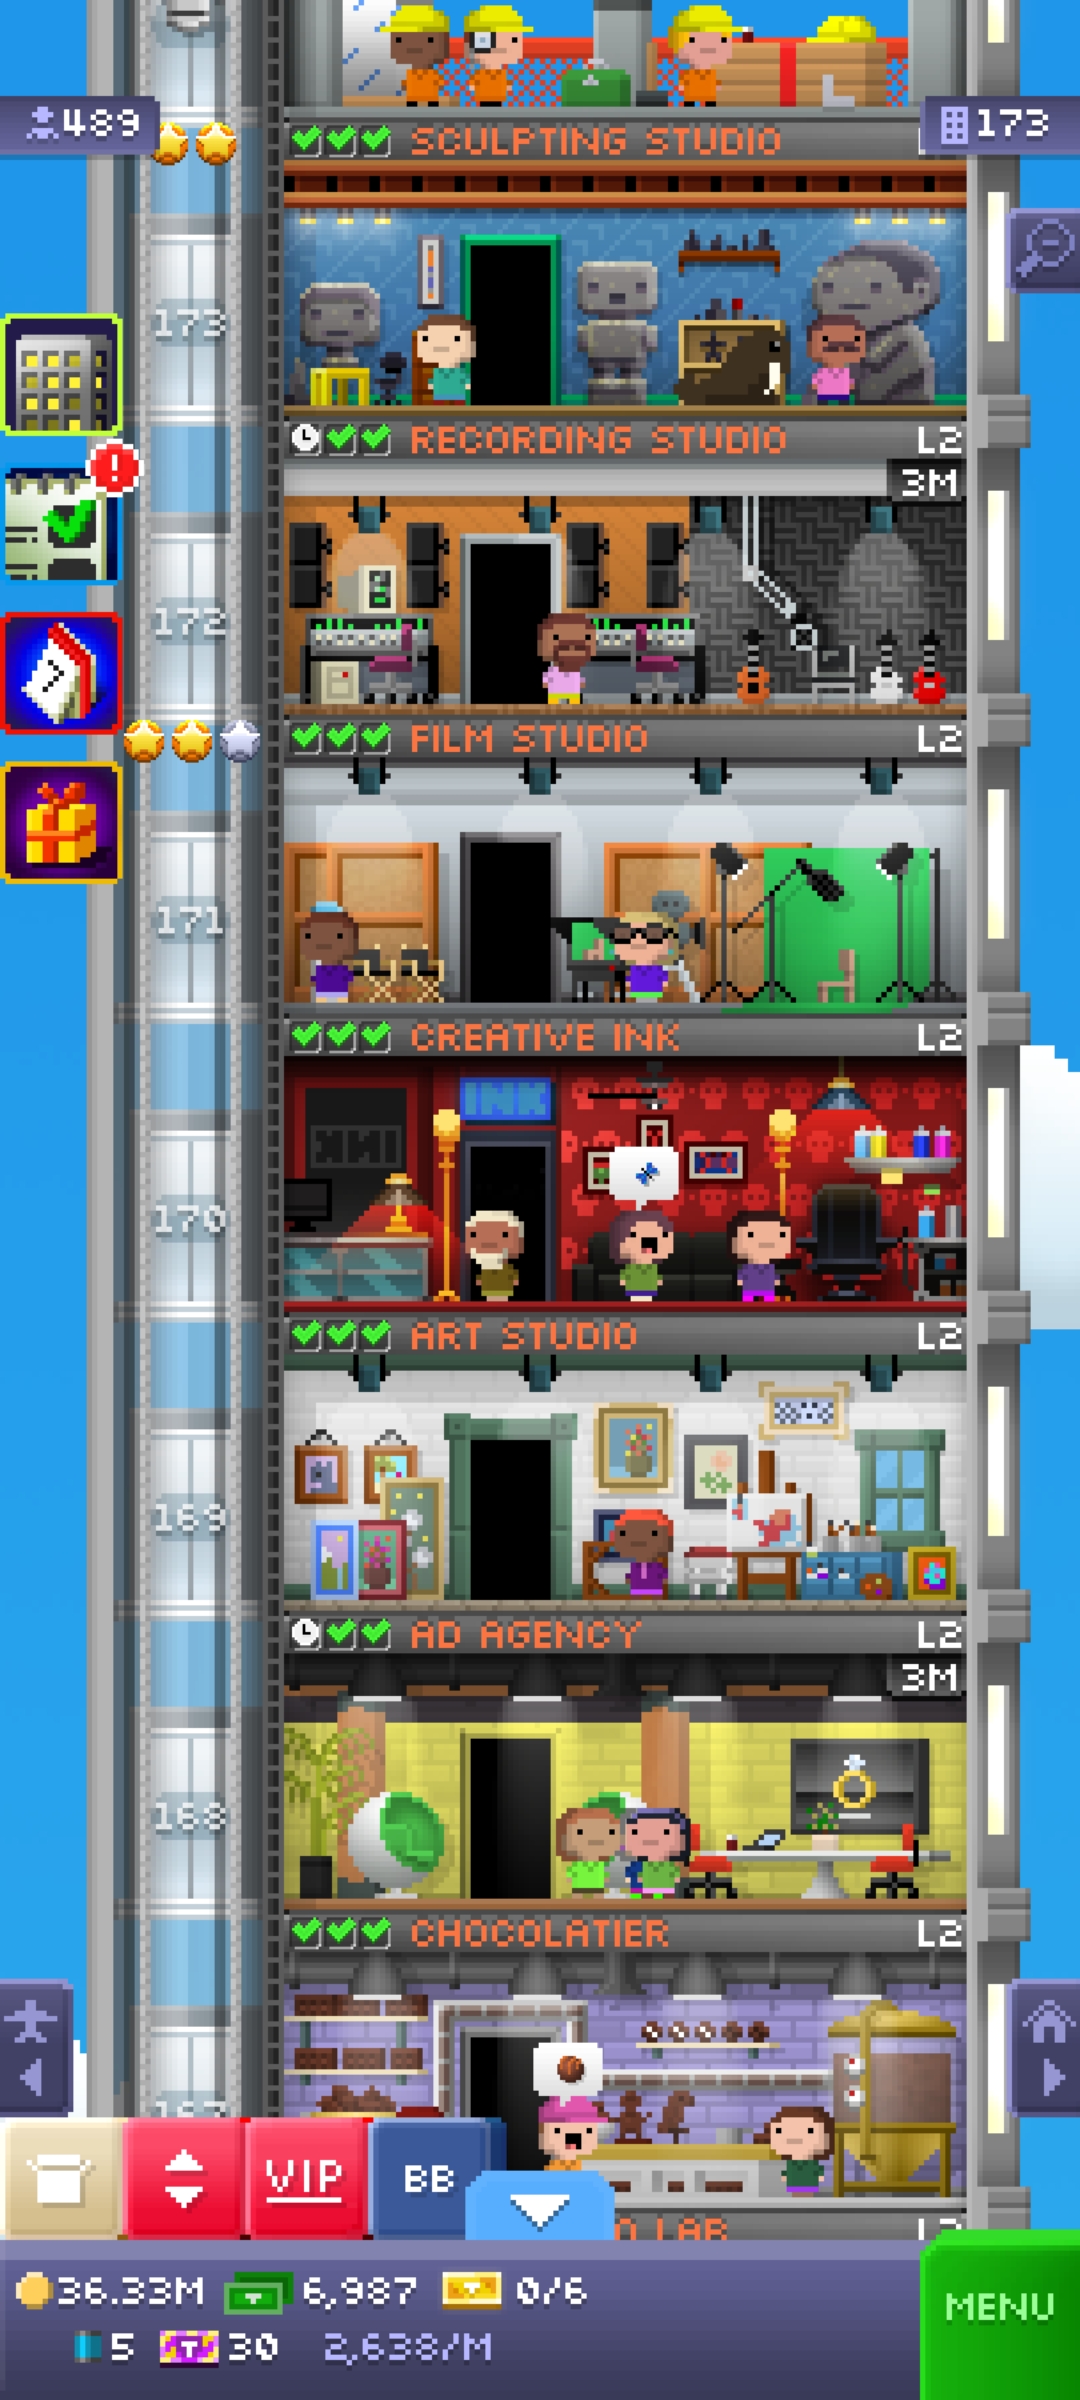 489
173
SCULPTING STUDIO
173
RECORDING STUDIO L2
3M
172
FILM STUDIO L2
171
CREATIVE INK L2
INK
170
ART STUDIO L2
169
AD AGENCY L2
3M
168
CHOCOLATIER L2
VIP
BB
LAB
36.33M 6,987 0/6
5 30 2,638/M
MENU